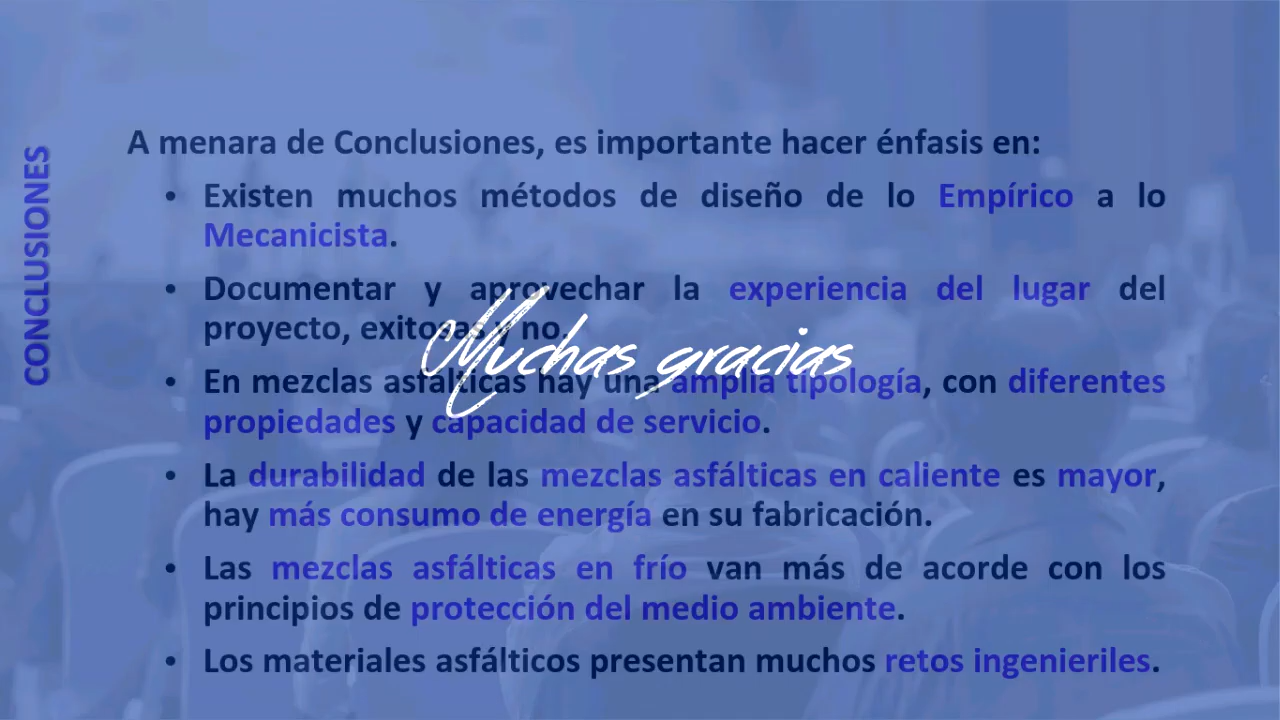 CONCLUSIONES
A menara de Conclusiones, es importante hacer énfasis en:
• Existen muchos métodos de diseño de lo Empírico a lo
Mecanicista.
• Documentar y aprovechar la experiencia del lugar del
proyecto, exitosas y no.
Muchas gracias
• En mezclas asfálticas hay una amplia tipología, con diferentes
propiedades y capacidad de servicio.
• La durabilidad de las mezclas asfálticas en caliente es mayor,
hay más consumo de energía en su fabricación.
• Las mezclas asfálticas en frío van más de acorde con los
principios de protección del medio ambiente.
• Los materiales asfálticos presentan muchos retos ingenieriles.